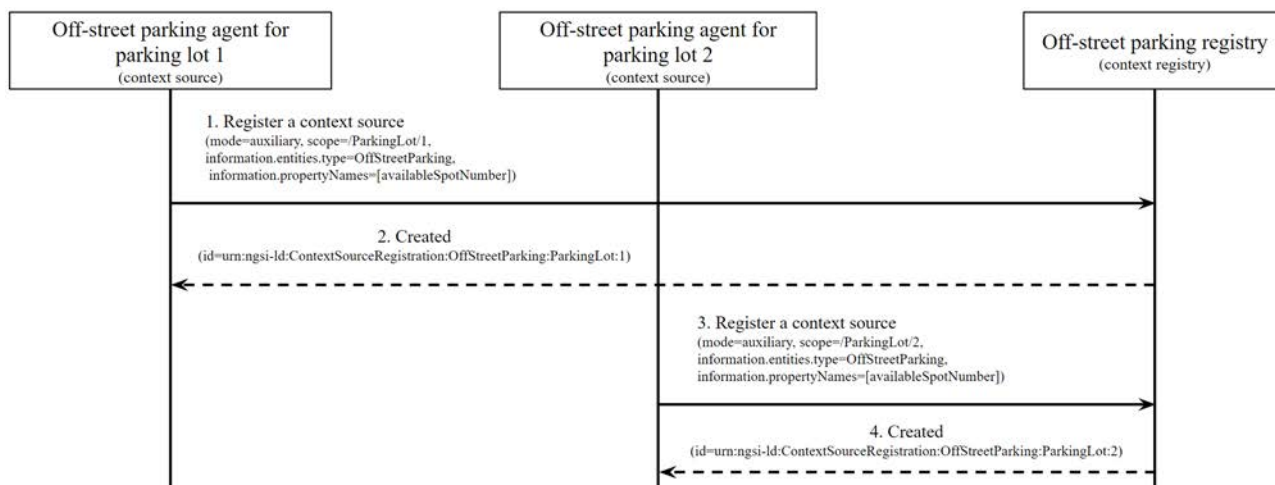 Off-street parking agent for
parking lot 1
(context source)
Off-street parking agent for
parking lot 2
(context source)
Off-street parking registry
(context registry)
1. Register a context source
(mode=auxiliary, scope=/ParkingLot/1,
information.entities.type=OffStreetParking,
information.propertyNames=[availableSpotNumber])
2. Created
(id=urn:ngsi-ld:ContextSourceRegistration:OffStreetParking:ParkingLot:1)
3. Register a context source
(mode=auxiliary, scope=/ParkingLot/2,
information.entities.type=OffStreetParking,
information.propertyNames=[availableSpotNumber])
4. Created
(id=urn:ngsi-ld:ContextSourceRegistration:OffStreetParking:ParkingLot:2)